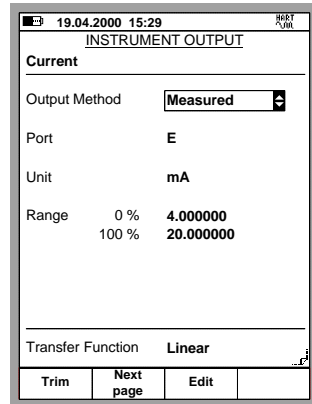 19.04.2000 15:29 HART
INSTRUMENT OUTPUT
Current
Output Method Measured
Port E
Unit mA
Range 0 % 4.000000
100 % 20.000000
Transfer Function Linear
Trim Next page Edit